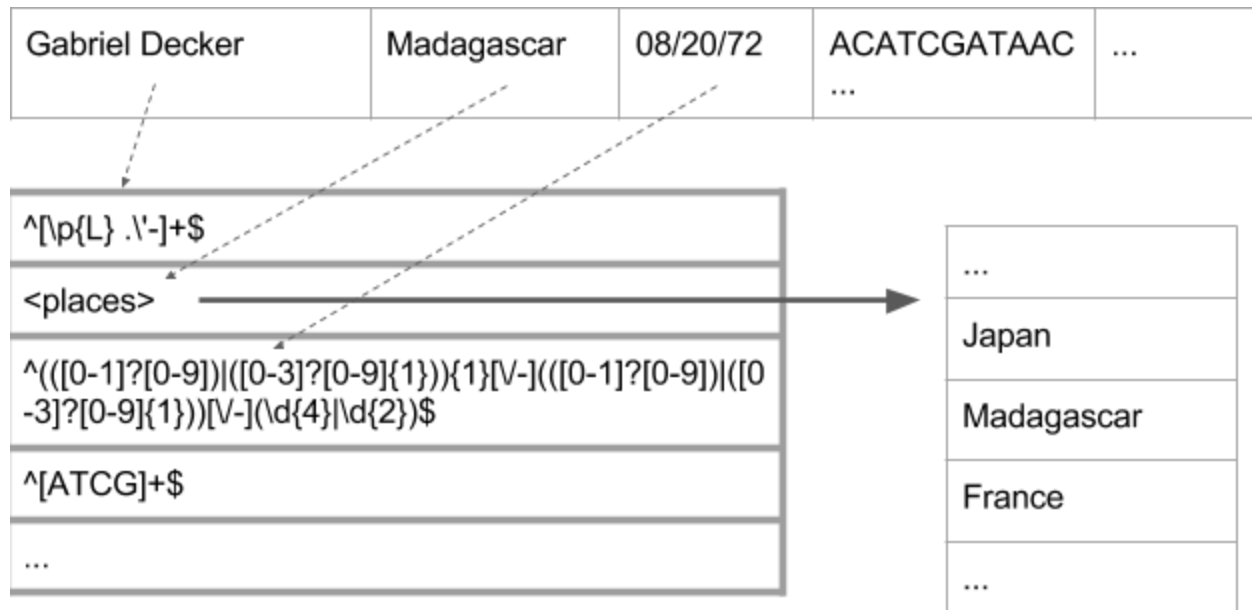 Gabriel Decker Madagascar 08/20/72 ACATCGATAAC ...
...
^[\p{L} .\'-]+$
<places>
^(([0-1]?[0-9])|([0-3]?[0-9]{1})){1}[\/-](([0-1]?[0-9])|([0
-3]?[0-9]{1}))[\/-](\d{4}|\d{2})$
^[ATCG]+$
...
...
Japan
Madagascar
France
...